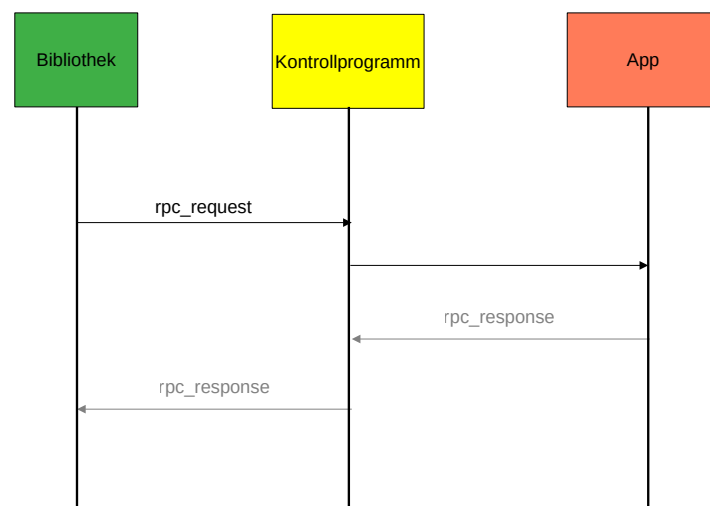 Bibliothek
Kontrollprogramm
App
rpc_request
rpc_response
rpc_response